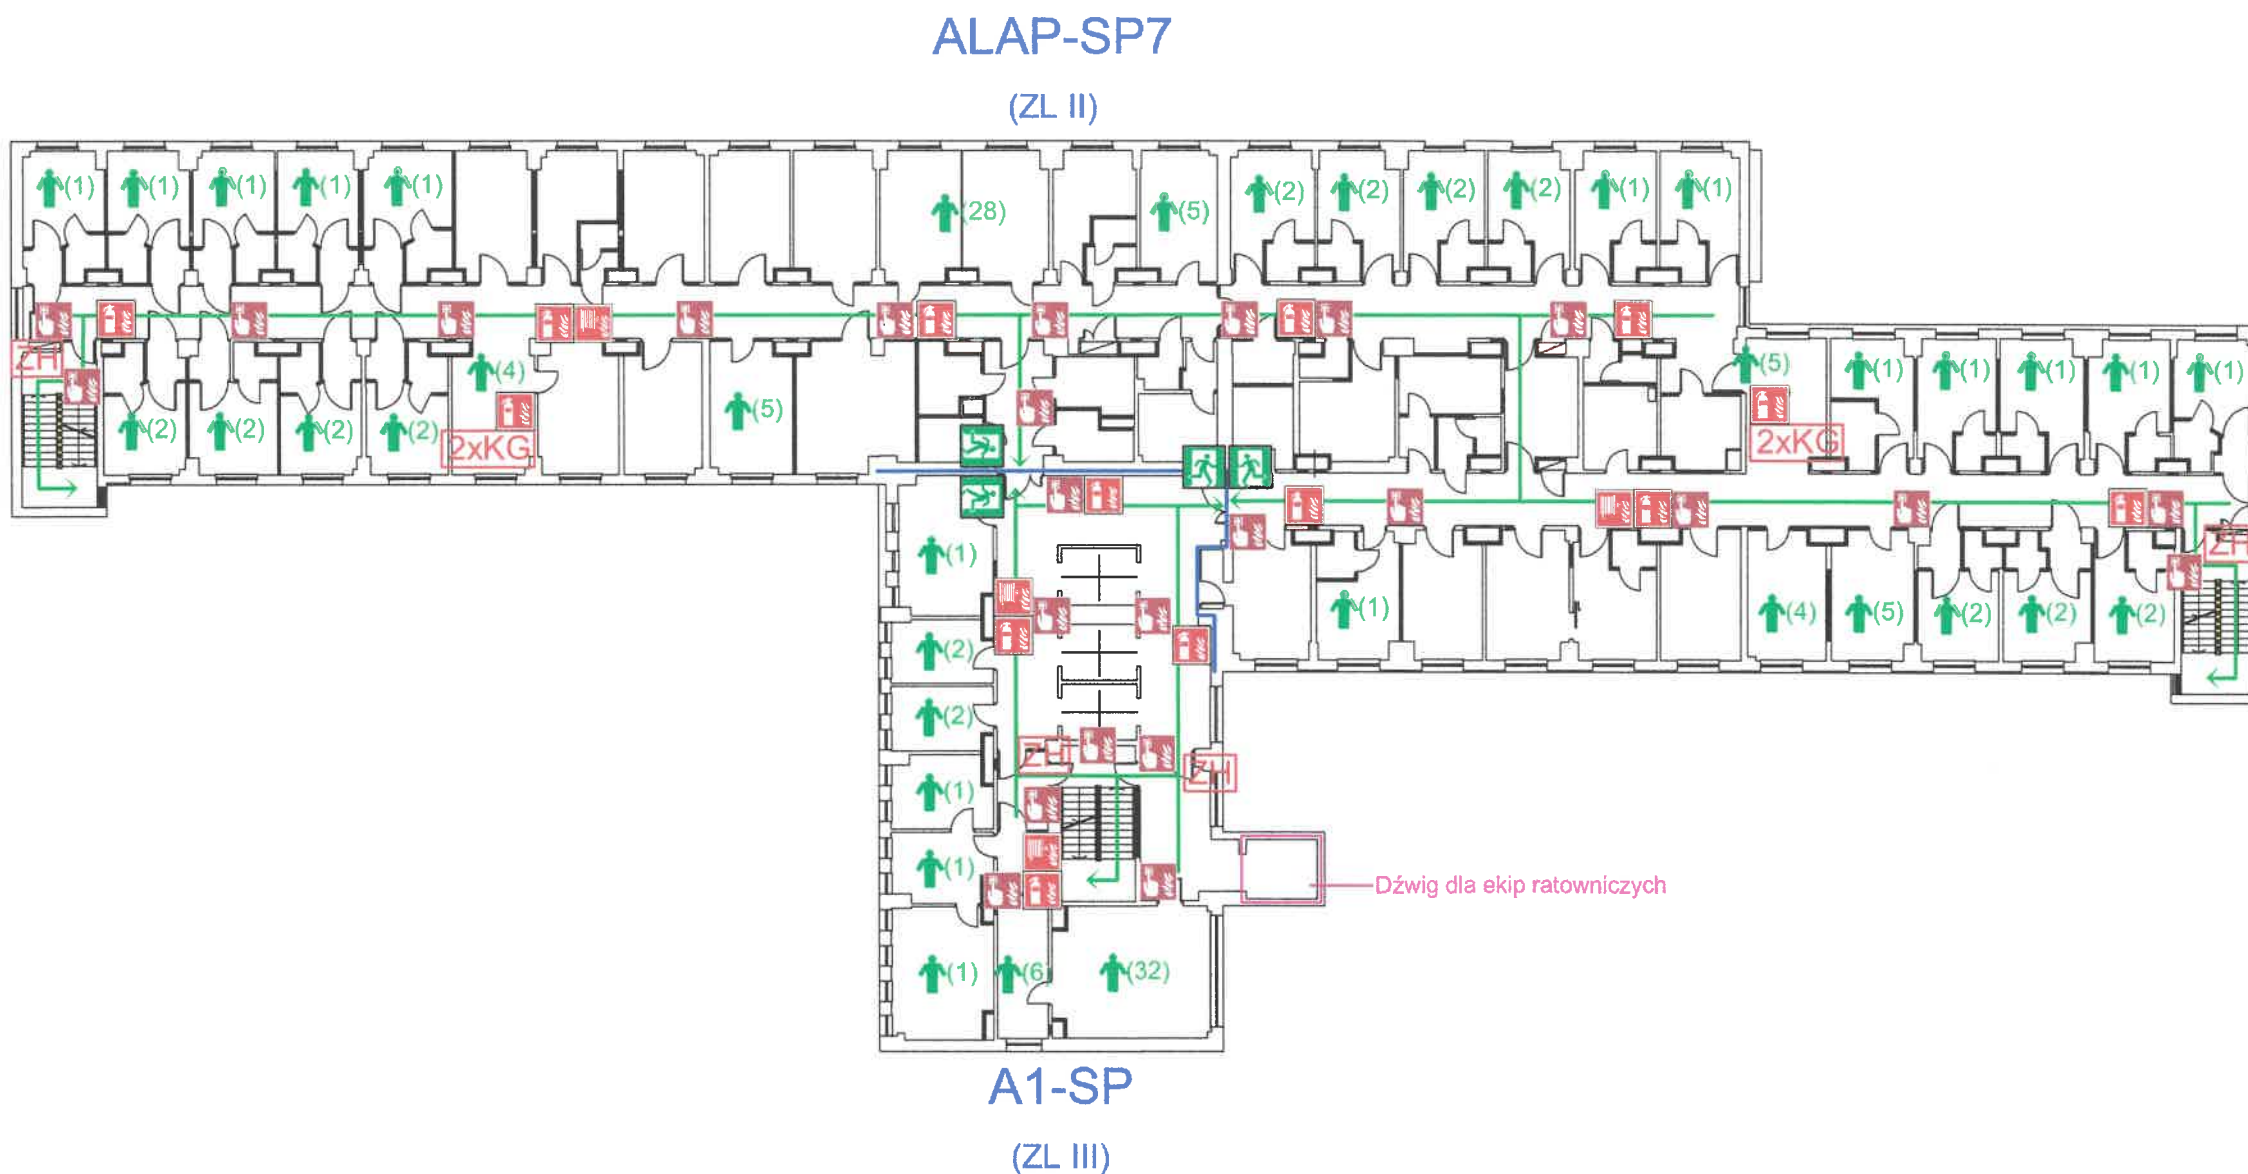 ALAP-SP7
(ZL II)
(1) (1) (1) (1) (1) (28) (5) (2) (2) (2) (2) (1) (1)
ZH
(4) (5) (5) (1) (1) (1) (1) (1)
(2) (2) (2) (2)
2xKG
2xKG
ZH
(1) (1) (4) (5) (2) (2) (2)
(2)
(2)
ZH
ZH
(1)
(1)
Dźwig dla ekip ratowniczych
(1) (6 (32)
A1-SP
(ZL III)